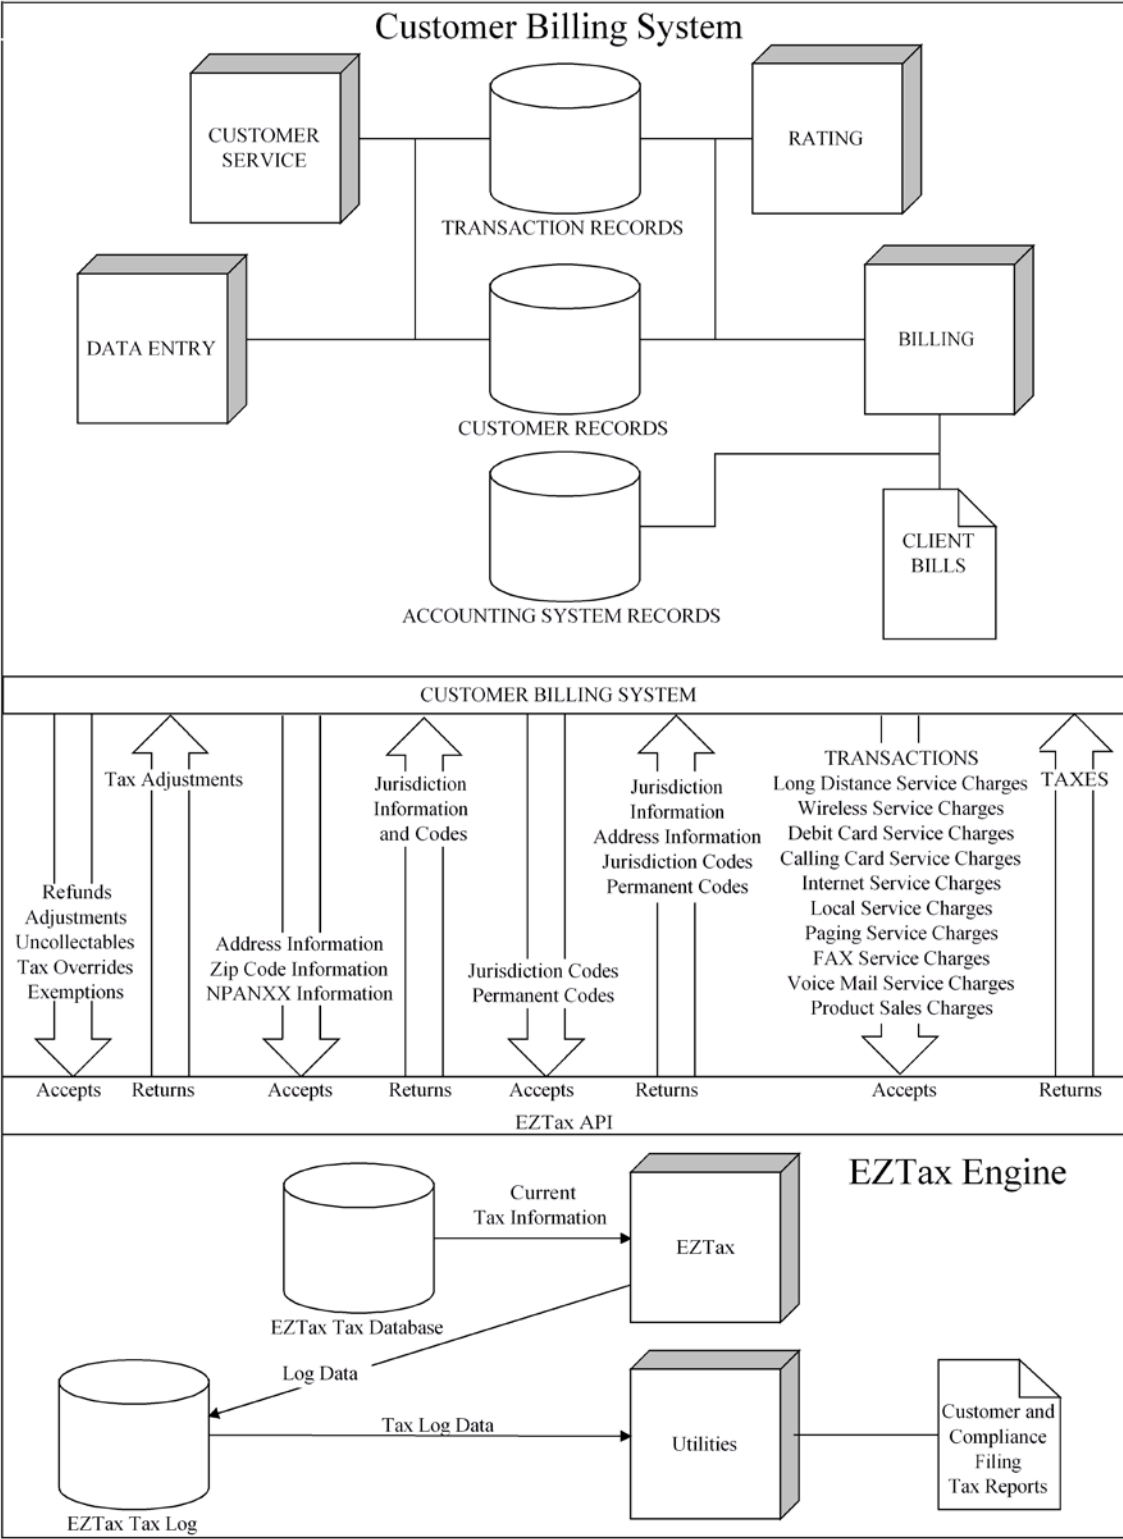 Customer Billing System
CUSTOMER
SERVICE
RATING
TRANSACTION RECORDS
DATA ENTRY
BILLING
CUSTOMER RECORDS
CLIENT
BILLS
ACCOUNTING SYSTEM RECORDS
CUSTOMER BILLING SYSTEM
Refunds
Adjustments
Uncollectables
Tax Overrides
Exemptions
Tax Adjustments
Address Information
Zip Code Information
NPANXX Information
Jurisdiction
Information
and Codes
Jurisdiction Codes
Permanent Codes
Jurisdiction
Information
Address Information
Jurisdiction Codes
Permanent Codes
TRANSACTIONS
Long Distance Service Charges
Wireless Service Charges
Debit Card Service Charges
Calling Card Service Charges
Internet Service Charges
Local Service Charges
Paging Service Charges
FAX Service Charges
Voice Mail Service Charges
Product Sales Charges
TAXES
Accepts
Returns
Accepts
Returns
Accepts
Returns
Accepts
Returns
EZTax API
EZTax Engine
Current
Tax Information
EZTax
EZTax Tax Database
Log Data
Tax Log Data
Utilities
Customer and
Compliance
Filing
Tax Reports
EZTax Tax Log